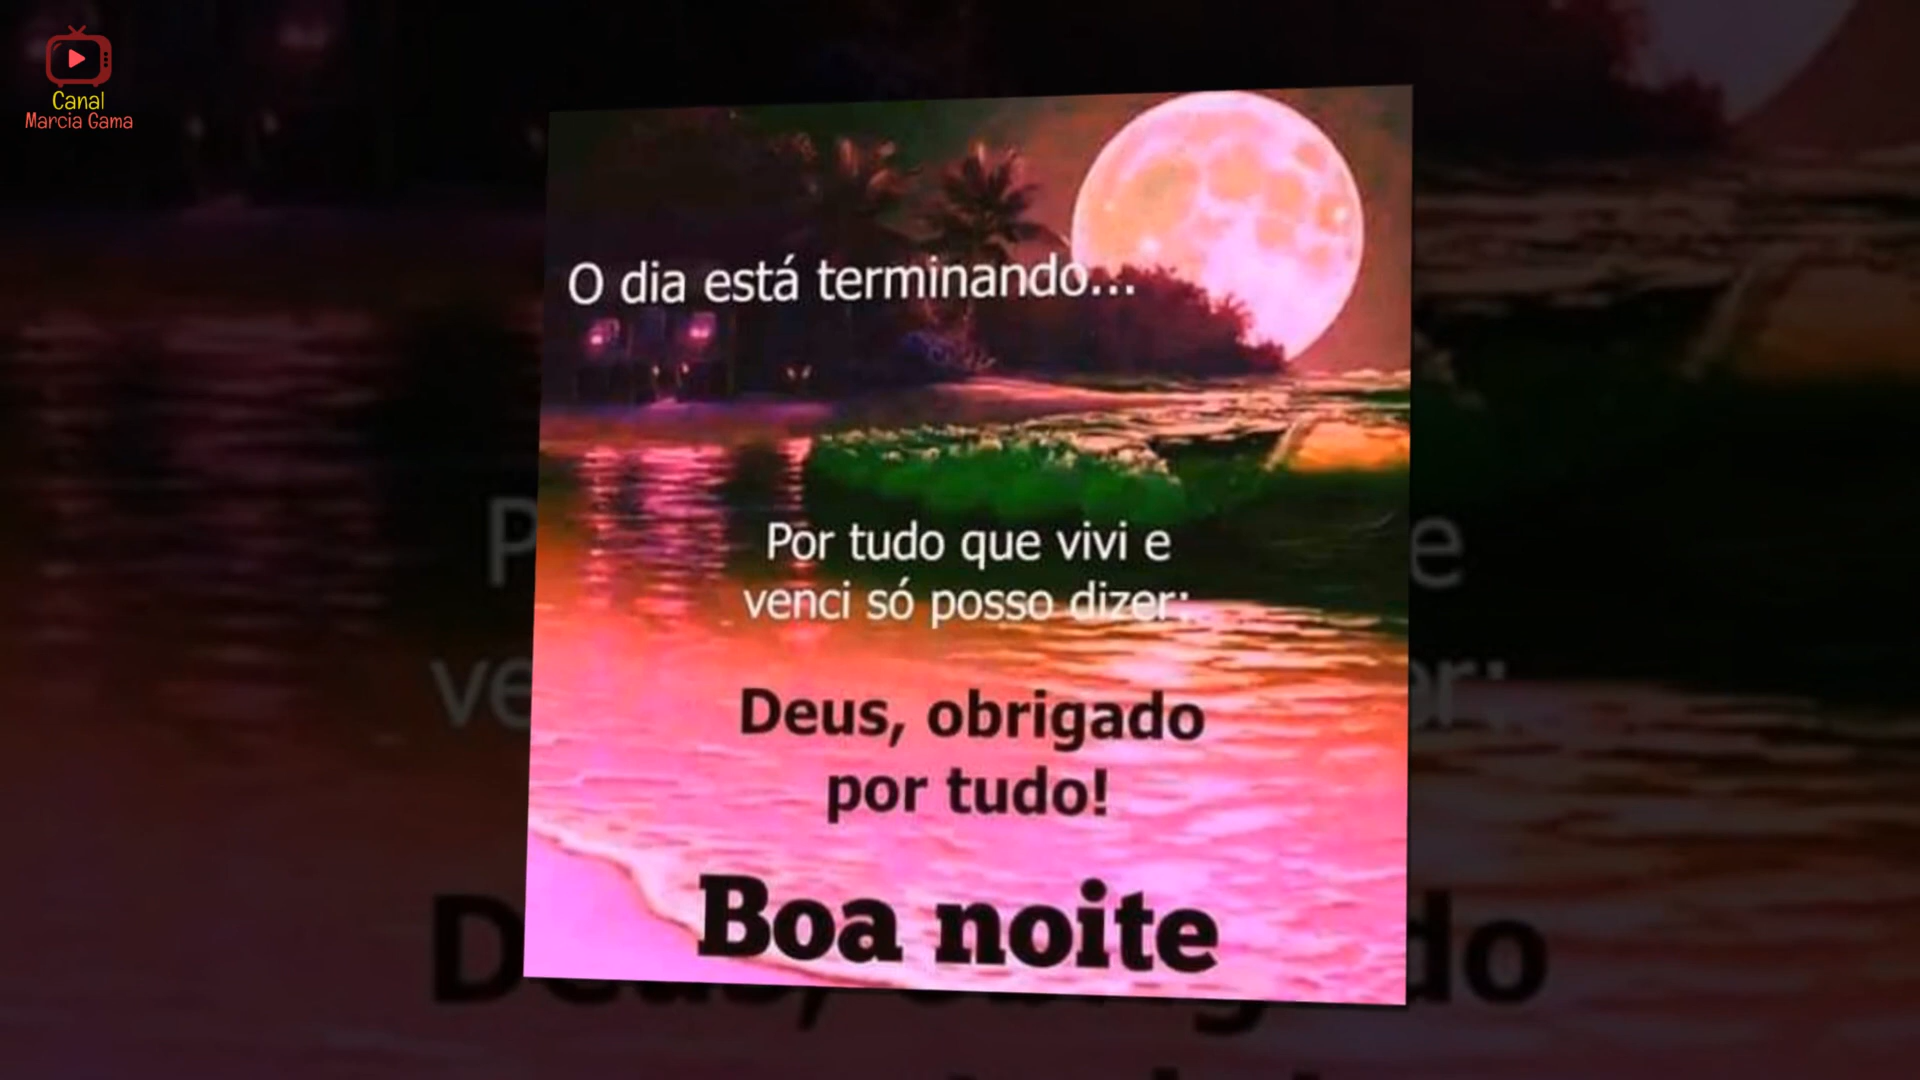 Canal
Marcia Gama
O dia está terminando...
Por tudo que vivi e
venci só posso dizer:
Deus, obrigado
por tudo!
Boa noite